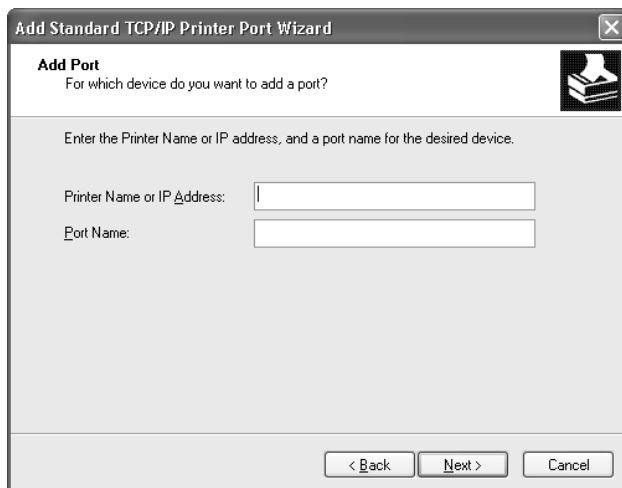 Add Standard TCP/IP Printer Port Wizard
Add Port
For which device do you want to add a port?
Enter the Printer Name or IP address, and a port name for the desired device.
Printer Name or IP Address:
Port Name:
< Back
Next >
Cancel